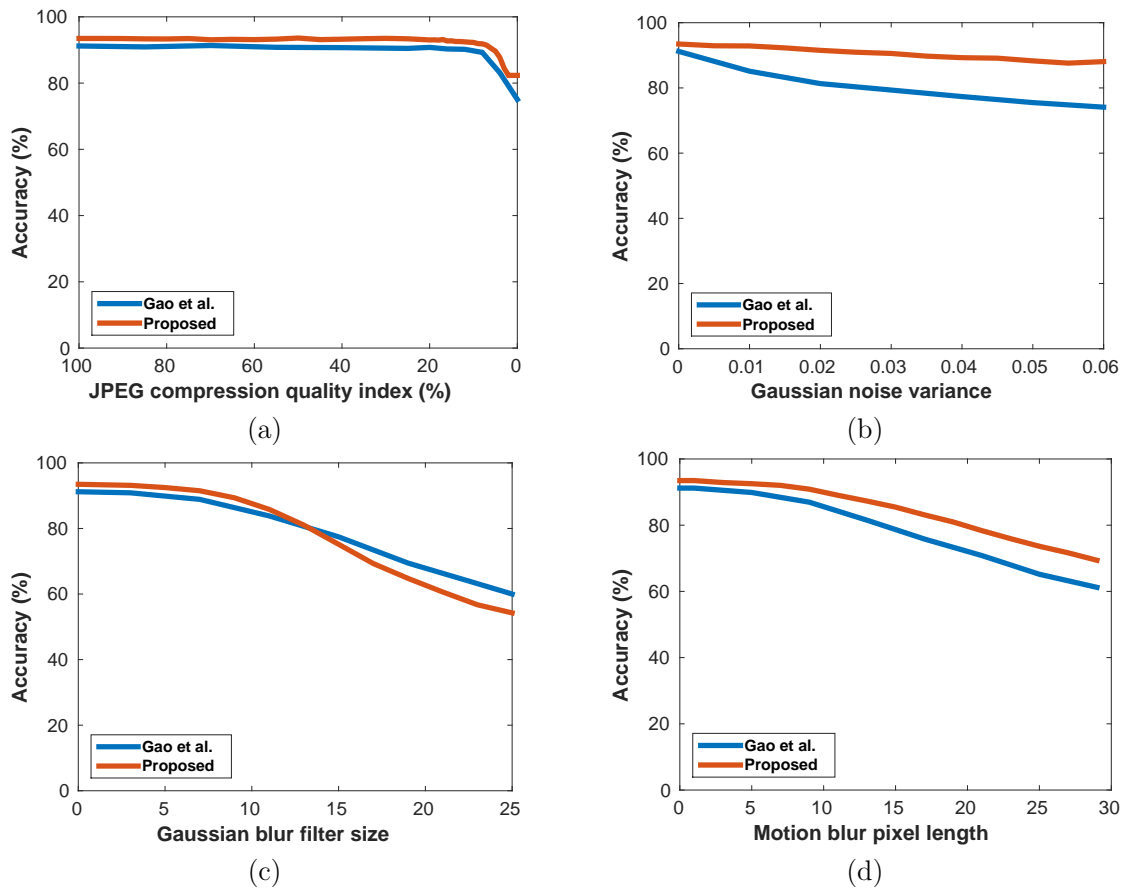 100
80
60
40
20
0
Accuracy (%)
Gao et al.
Proposed
100 80 60 40 20 0
JPEG compression quality index (%)
(a)
100
80
60
40
20
0
Accuracy (%)
Gao et al.
Proposed
0 0.01 0.02 0.03 0.04 0.05 0.06
Gaussian noise variance
(b)
100
80
60
40
20
0
Accuracy (%)
Gao et al.
Proposed
0 5 10 15 20 25
Gaussian blur filter size
(c)
100
80
60
40
20
0
Accuracy (%)
Gao et al.
Proposed
0 5 10 15 20 25 30
Motion blur pixel length
(d)